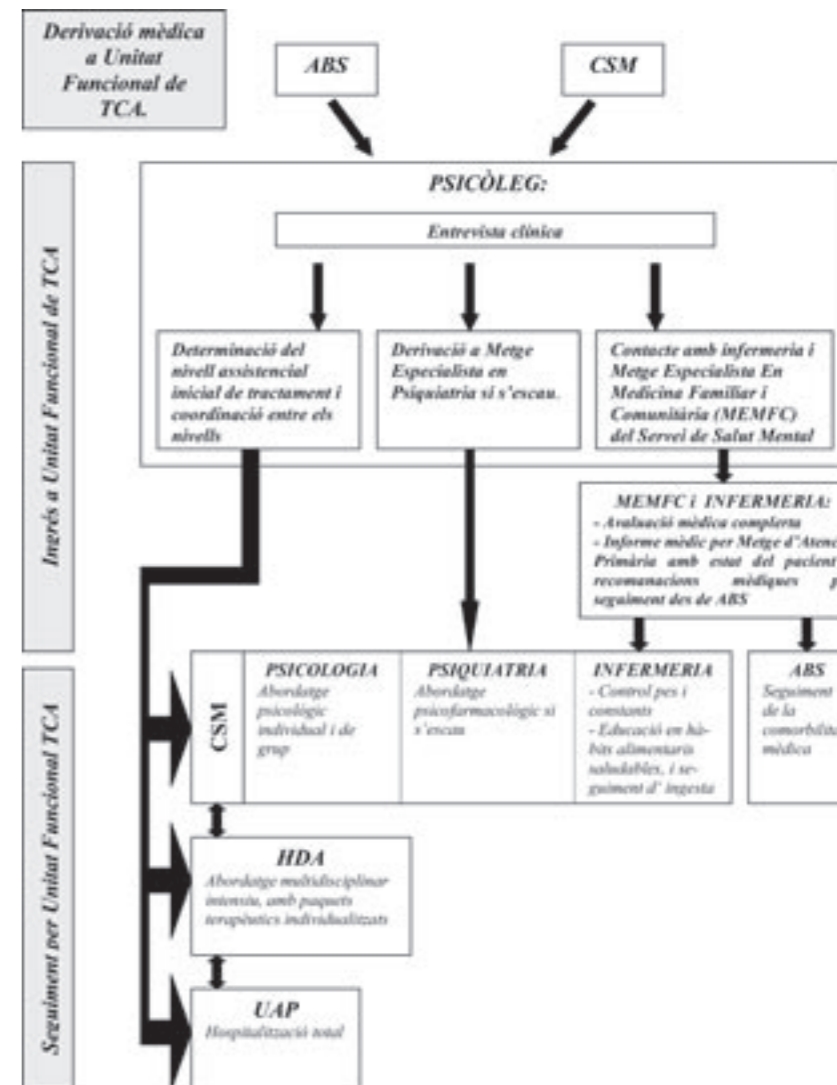 Derivació mèdica
a Unitat
Funcional de
TCA.
ABS
CSM
Ingrés a Unitat Funcional de TCA
PSICÒLEG:
Entrevista clínica
Determinació del
nivell assistencial
inicial de tractament i
coordinació entre els
nivells
Derivació a Metge
Especialista en
Psiquiatria si s'escau.
Contacte amb infermeria i
Metge Especialista En
Medicina Familiar i
Comunitària (MEMFC)
del Servei de Salut Mental
MEMFC i INFERMERIA:
- Avaluació mèdica complerta
- Informe mèdic per Metge d'Atenc
Primària amb estat del pacient
recomanacions mèdiques p
seguiment des de ABS
Seguiment per Unitat Funcional TCA
CSM
PSICOLOGIA
Abordatge
psicològic
individual i de
grup
PSIQUIATRIA
Abordatge
psicofarmacològic si
s'escau
INFERMERIA
- Control pes i
constants
- Educació en hà-
bits alimentaris
saludables, i se-
guiment d' ingesta
ABS
Seguiment
de la
comorbilita
mèdica
HDA
Abordatge multidisciplinar
intensiu, amb paquets
terapèutics individualitzats
UAP
Hospitalització total